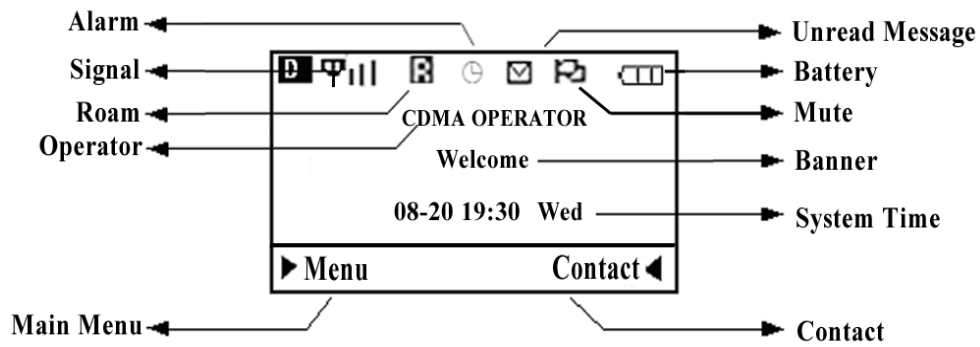 Alarm
Unread Message
Signal
D
R
Battery
Roam
Mute
CDMA OPERATOR
Operator
Welcome
Banner
08-20 19:30 Wed
System Time
Menu
Contact
Main Menu
Contact